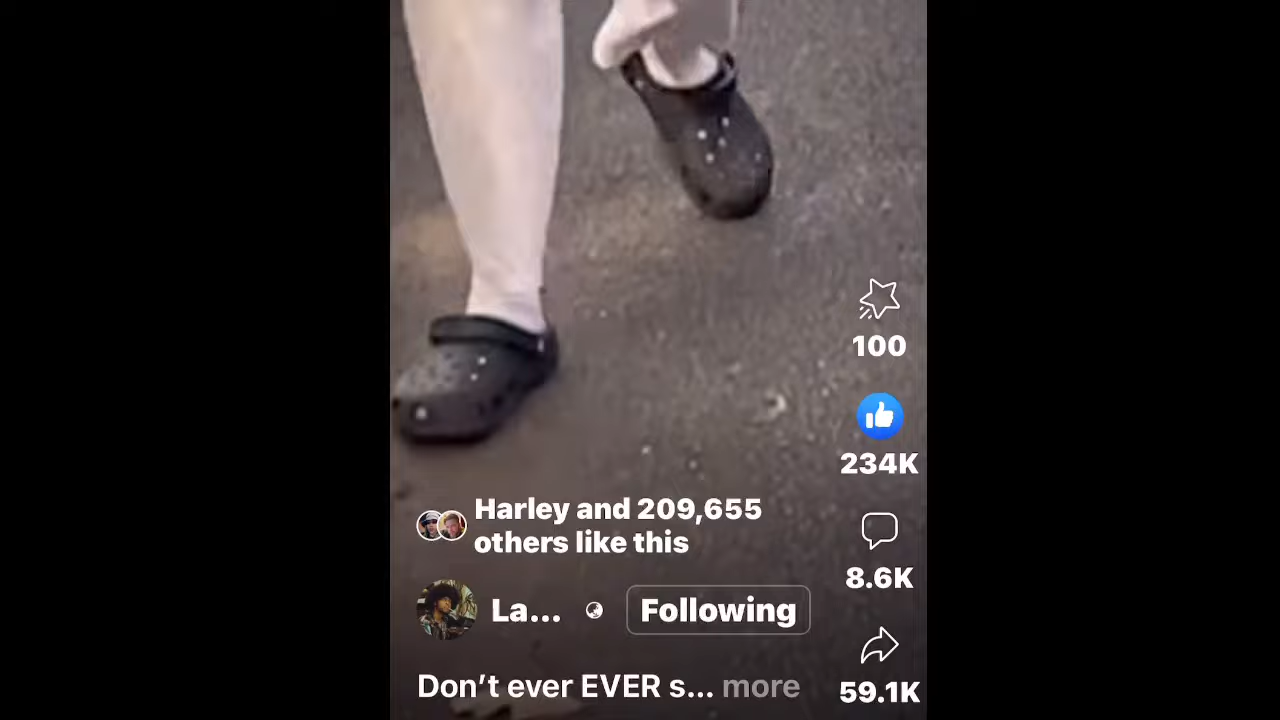 100
234K
Harley and 209,655
others like this
8.6K
La...
Following
Don't ever EVER s... more
59.1K